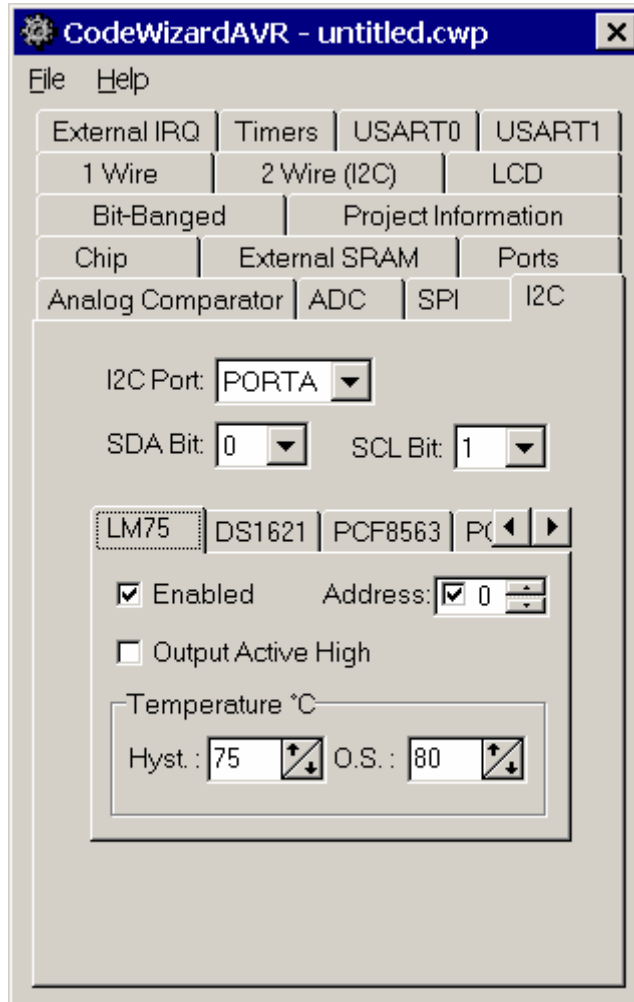 CodeWizardAVR - untitled.cwp
File Help
External IRQ Timers USART0 USART1
1 Wire 2 Wire (I2C) LCD
Bit-Banged Project Information
Chip External SRAM Ports
Analog Comparator ADC SPI I2C
I2C Port: PORTA
SDA Bit: 0 SCL Bit: 1
LM75 DS1621 PCF8563
Enabled Address: 0
Output Active High
Temperature °C
Hyst. : 75 O.S. : 80